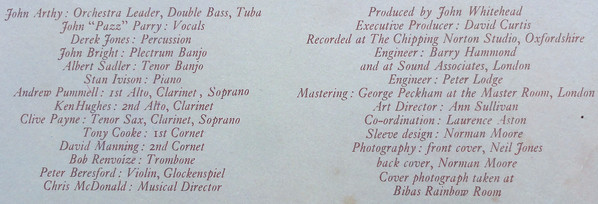 John Arthy : Orchestra Leader, Double Bass, Tuba
John "Pazz" Parry : Vocals
Derek Jones : Percussion
John Bright : Plectrum Banjo
Albert Sadler : Tenor Banjo
Stan Ivison : Piano
Andrew Pummell : 1st Alto, Clarinet, Soprano
Ken Hughes : 2nd Alto, Clarinet
Clive Payne : Tenor Sax, Clarinet, Soprano
Tony Cooke : 1st Cornet
David Manning : 2nd Cornet
Bob Renvoize : Trombone
Peter Beresford : Violin, Glockenspiel
Chris McDonald : Musical Director
Produced by John Whitehead
Executive Producer : David Curtis
Recorded at The Chipping Norton Studio, Oxfordshire
Engineer : Barry Hammond
and at Sound Associates, London
Engineer : Peter Lodge
Mastering : George Peckham at the Master Room, London
Art Director : Ann Sullivan
Co-ordination : Laurence Aston
Sleeve design : Norman Moore
Photography : front cover, Neil Jones
back cover, Norman Moore
Cover photograph taken at
Bibas Rainbow Room